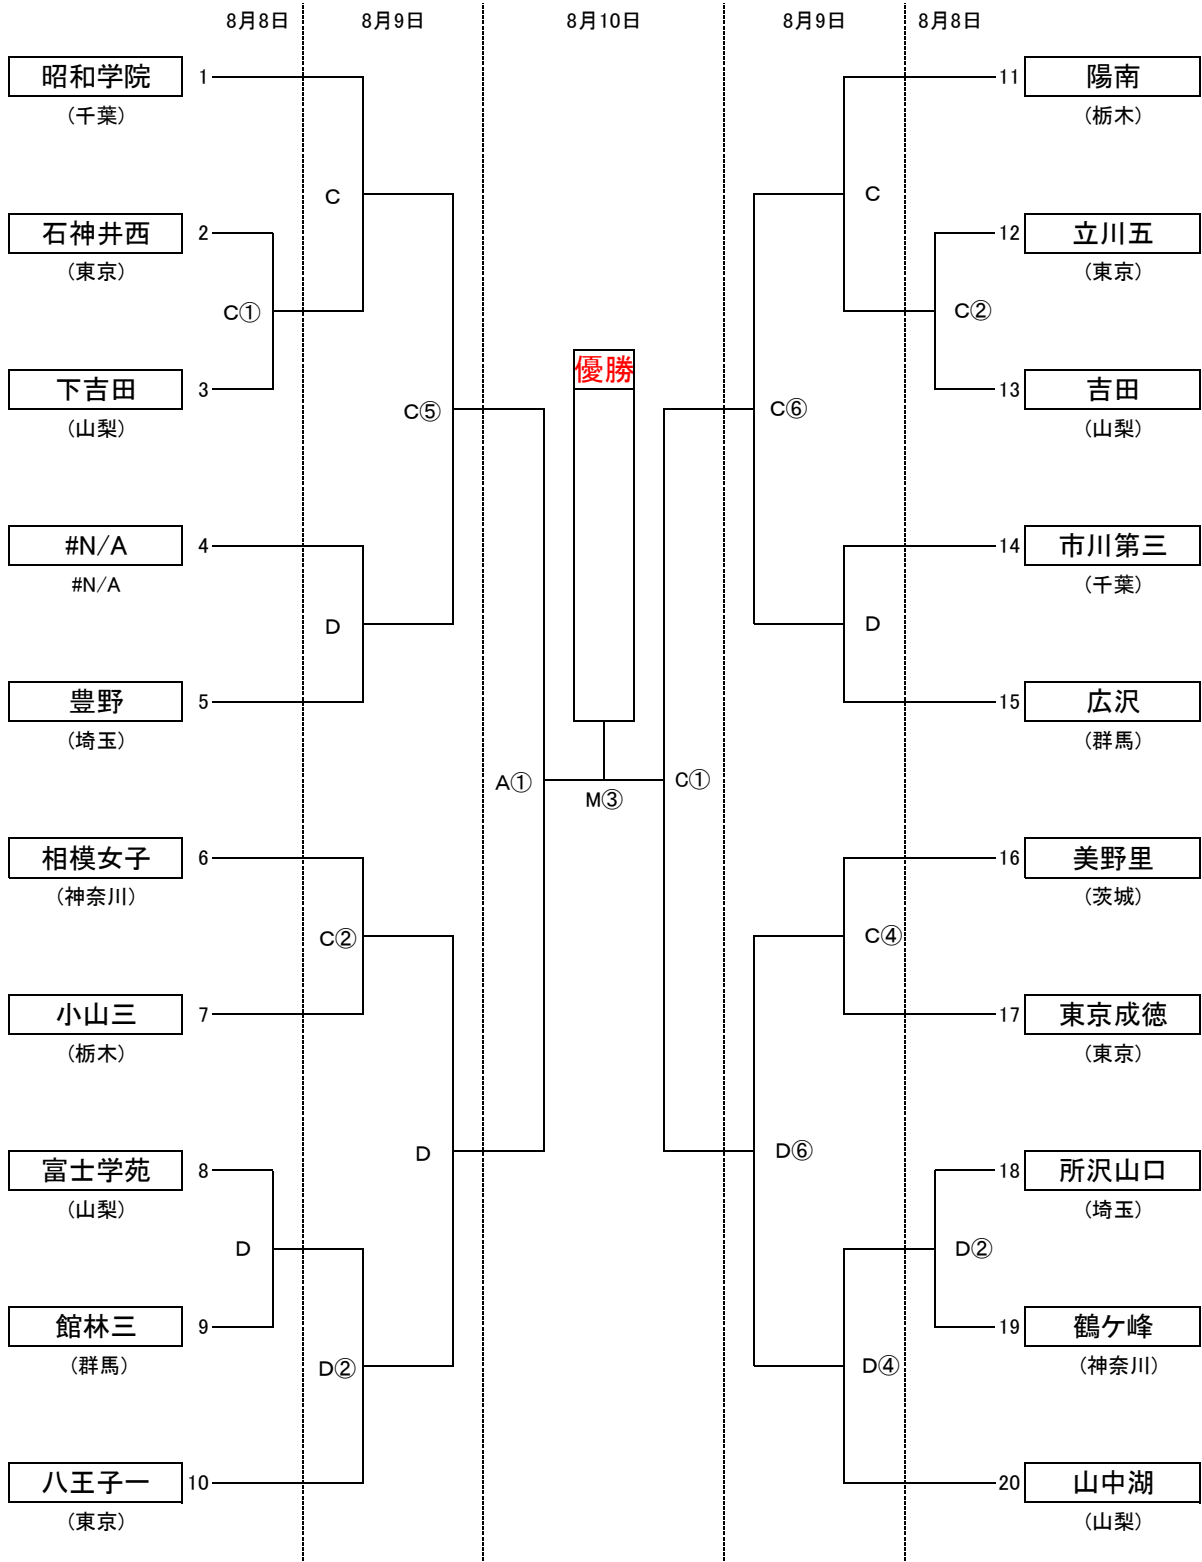 8月8日 8月9日 8月10日 8月9日 8月8日
昭和学院 1 11 陽南
(千葉) (栃木)
C C
石神井西 2 12 立川五
(東京) (東京)
C① C②
優勝
下吉田 3 13 吉田
C⑤ C⑥
(山梨) (山梨)
#N/A 4 14 市川第三
#N/A (千葉)
D D
豊野 5 15 広沢
(埼玉) (群馬)
A① M③ C①
相模女子 6 16 美野里
(神奈川) (茨城)
C② C④
小山三 7 17 東京成徳
(栃木) (東京)
D D⑥
富士学苑 8 18 所沢山口
(山梨) (埼玉)
D D②
館林三 9 19 鶴ケ峰
(群馬) (神奈川)
D② D④
八王子一 10 20 山中湖
(東京) (山梨)